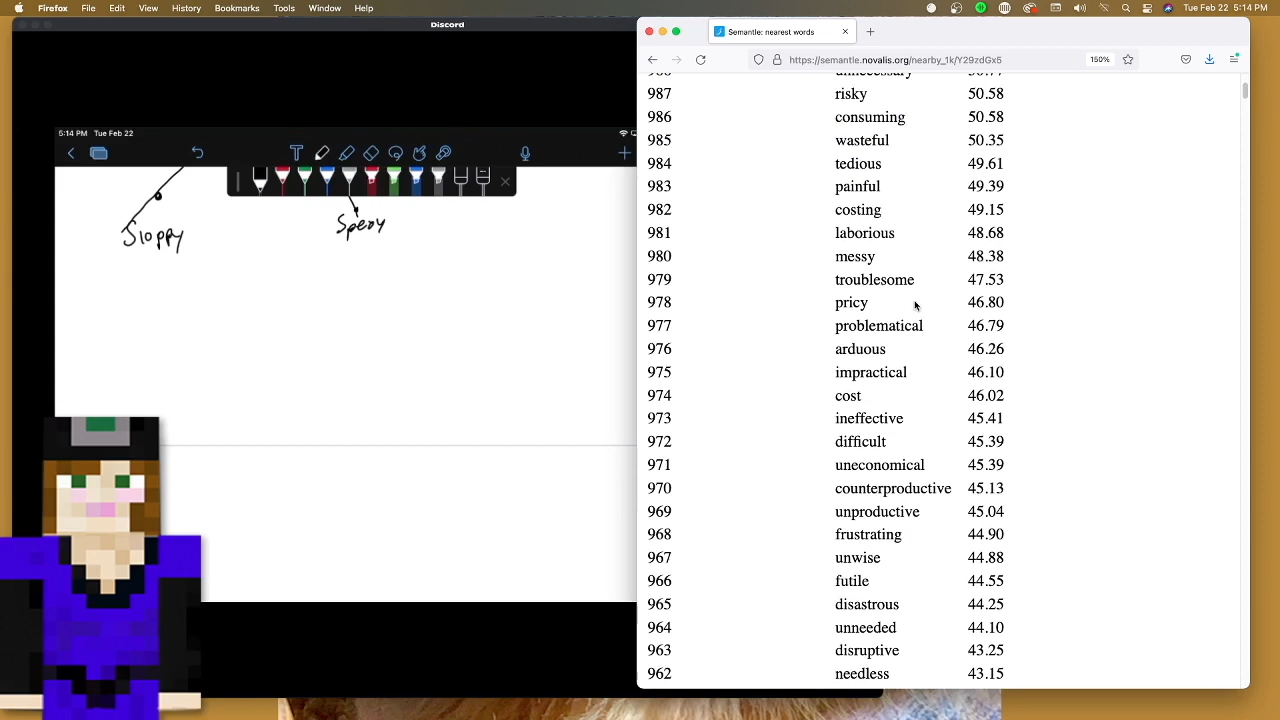 Firefox File Edit View History Bookmarks Tools Window Help Tue Feb 22 5:14 PM
Discord
5:14 PM Tue Feb 22
Sloppy
Semantle: nearest words
https://semantle.novalis.org/nearby_1k/Y29zdGx5 150%
unnecessary
987 risky 50.58
986 consuming 50.58
985 wasteful 50.35
984 tedious 49.61
983 painful 49.39
982 costing 49.15
981 laborious 48.68
980 messy 48.38
979 troublesome 47.53
978 pricy 46.80
977 problematical 46.79
976 arduous 46.26
975 impractical 46.10
974 cost 46.02
973 ineffective 45.41
972 difficult 45.39
971 uneconomical 45.39
970 counterproductive 45.13
969 unproductive 45.04
968 frustrating 44.90
967 unwise 44.88
966 futile 44.55
965 disastrous 44.25
964 unneeded 44.10
963 disruptive 43.25
962 needless 43.15